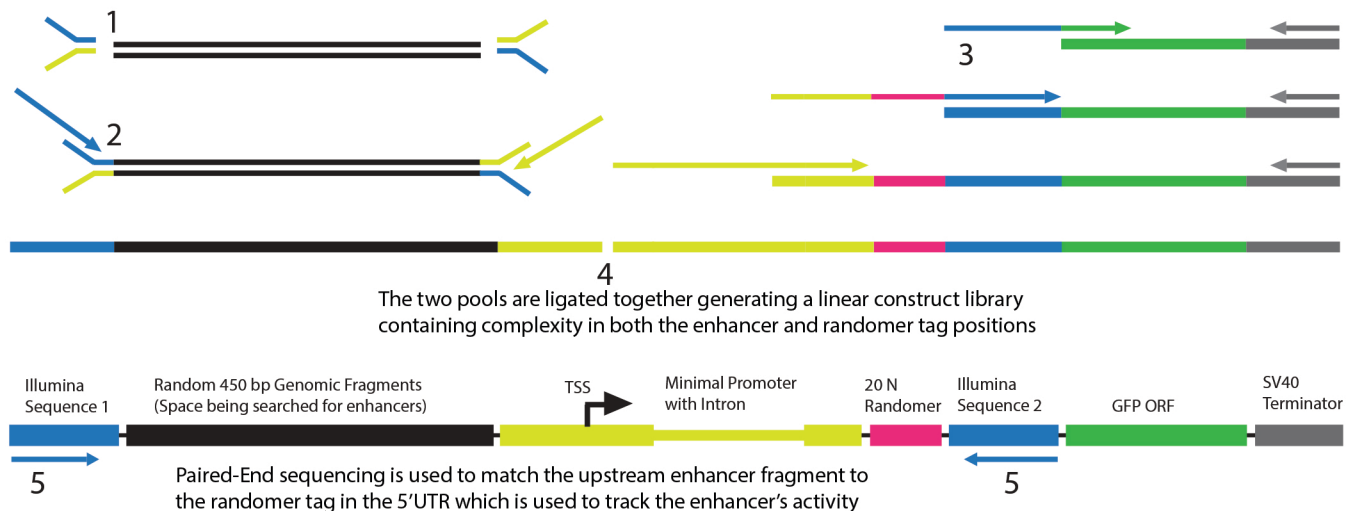 1
3
2
4
The two pools are ligated together generating a linear construct library
containing complexity in both the enhancer and randomer tag positions
Illumina
Sequence 1
Random 450 bp Genomic Fragments
(Space being searched for enhancers)
TSS
Minimal Promoter
with Intron
20 N
Randomer
Illumina
Sequence 2
GFP ORF
SV40
Terminator
5
Paired-End sequencing is used to match the upstream enhancer fragment to
the randomer tag in the 5'UTR which is used to track the enhancer's activity
5